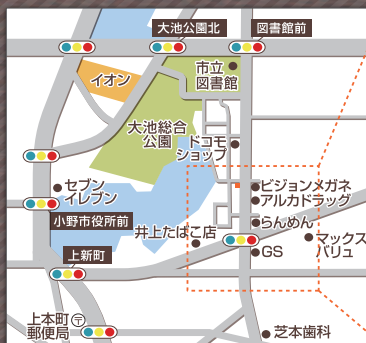 大池公園北
図書館前
市立
図書館
イオン
大池総合
公園
ドコモ
ショップ
セブン
イレブン
ビジョンメガネ
アルカドラッグ
小野市役所前
らんめん
井上たばこ店
マックス
バリュ
上新町
GS
上本町〒
郵便局
芝本歯科